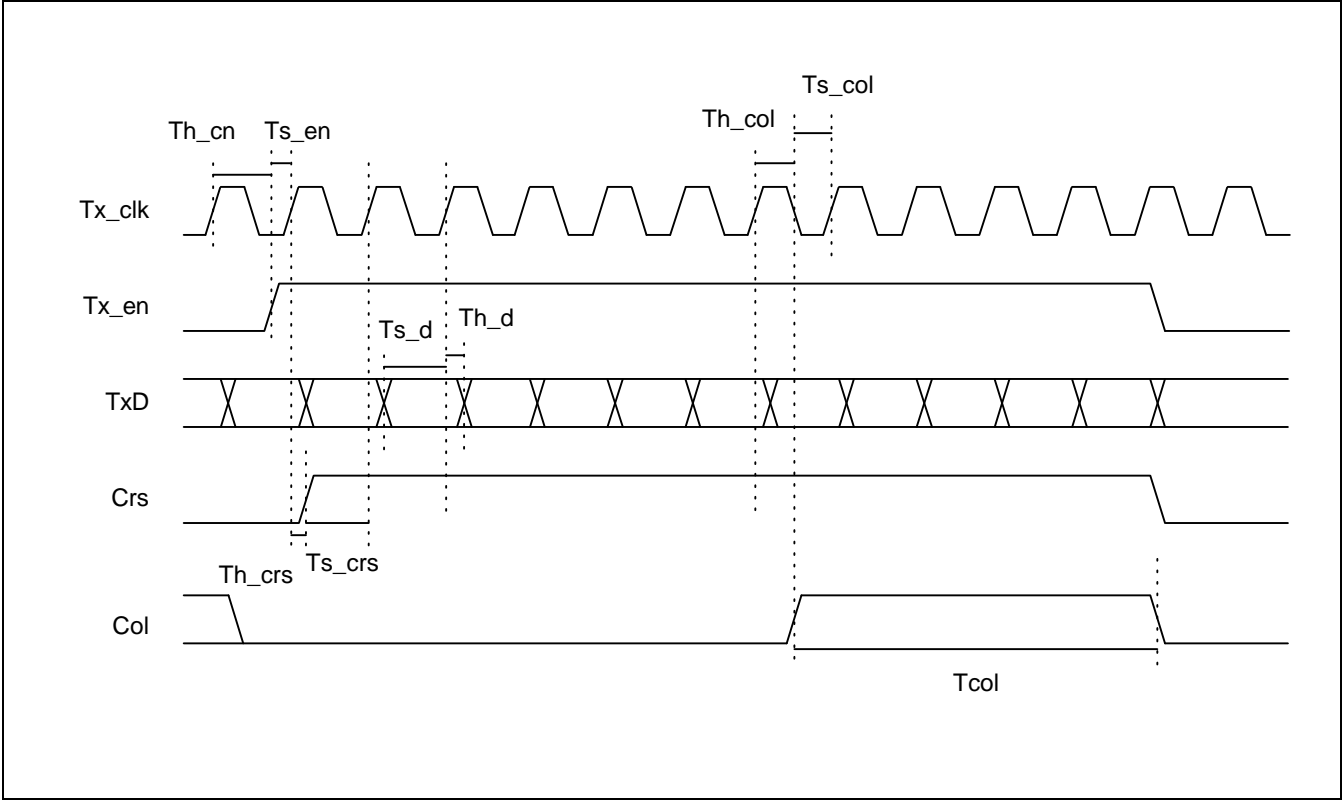 Ts_col
Th_col
Th_cn
Ts_en
Tx_clk
Tx_en
Ts_d
Th_d
TxD
Crs
Ts_crs
Th_crs
Col
Tcol